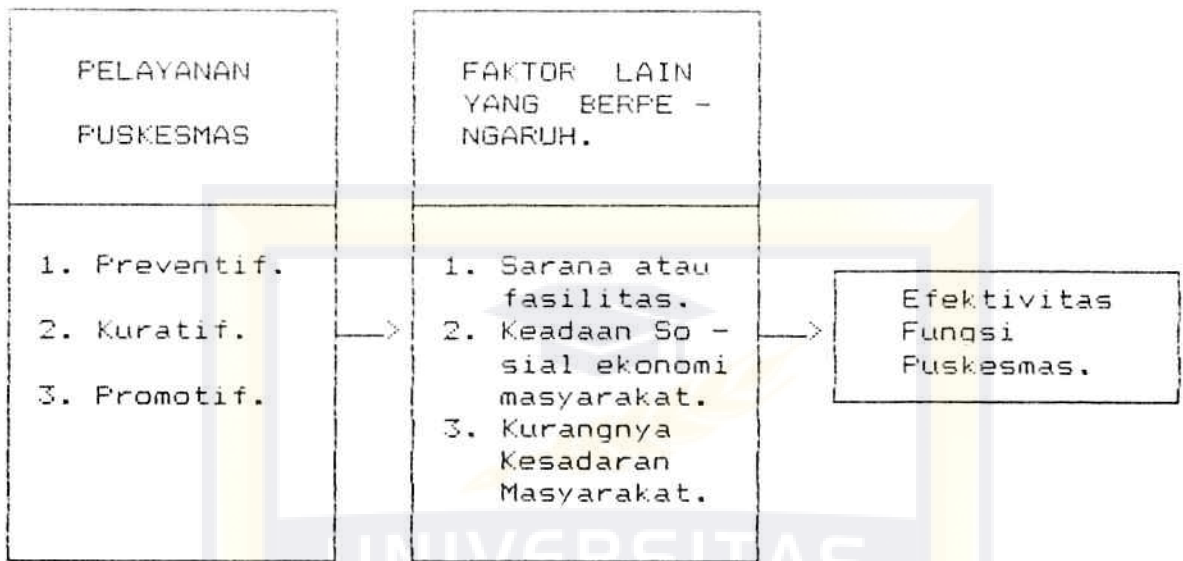 PELAYANAN
PUSKESMAS
1. Preventif.
2. Kuratif.
3. Promotif.
FAKTOR LAIN
YANG BERPE -
NGARUH.
1. Sarana atau
fasilitas.
2. Keadaan So -
sial ekonomi
masyarakat.
3. Kurangnya
Kesadaran
Masyarakat.
Efektivitas
Fungsi
Puskesmas.
UNIVERSITAS